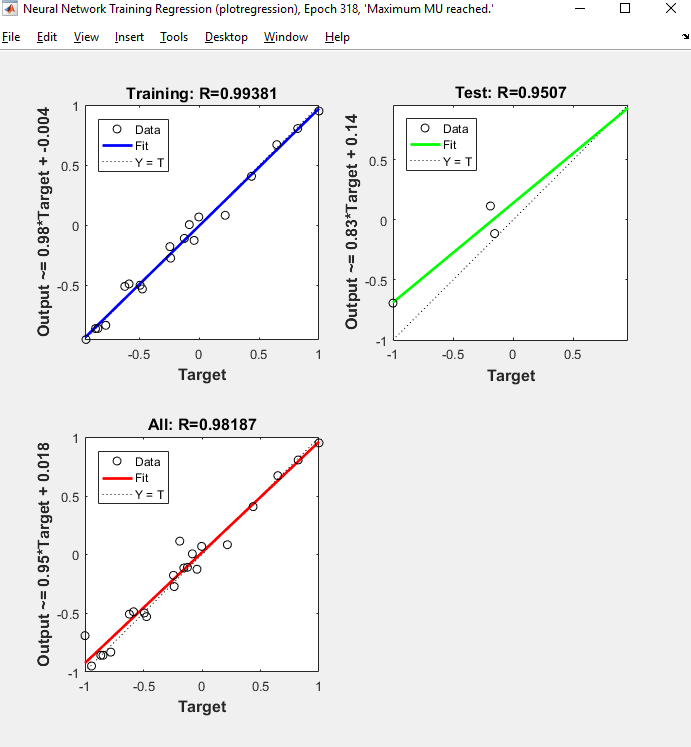 Neural Network Training Regression (plotregression), Epoch 318, 'Maximum MU reached.'
File Edit View Insert Tools Desktop Window Help
Training: R=0.99381
Output ~= 0.98*Target + -0.004
1
0.5
0
-0.5
Data
Fit
Y = T
-0.5 0 0.5 1
Target
Test: R=0.9507
Output ~= 0.83*Target + 0.14
0.5
0
-0.5
-1
Data
Fit
Y = T
-1 -0.5 0 0.5
Target
All: R=0.98187
Output ~= 0.95*Target + 0.018
1
0.5
0
-0.5
-1
Data
Fit
Y = T
-1 -0.5 0 0.5 1
Target